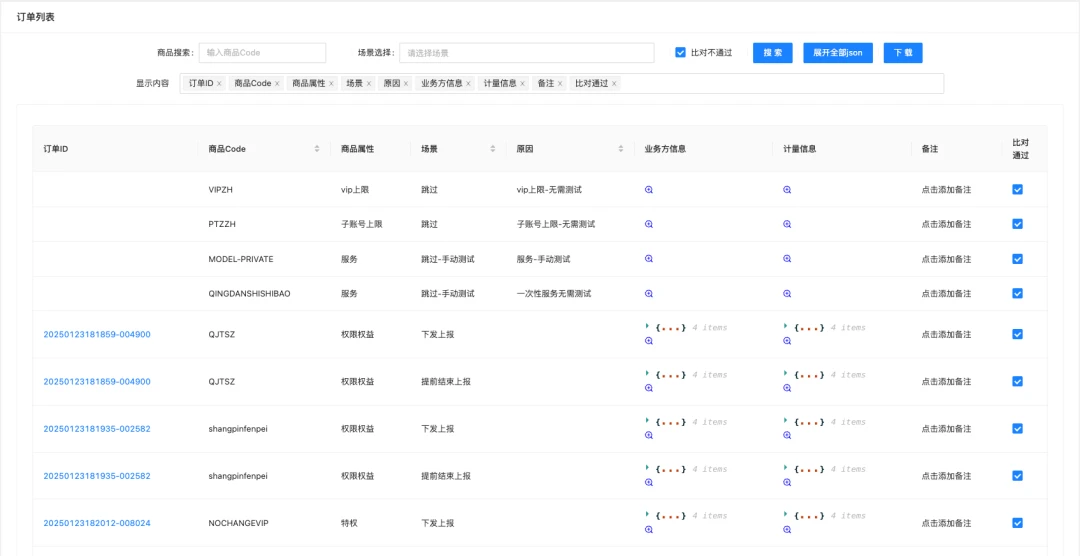 订单列表
商品搜索: 输入商品Code 场景选择: 请选择场景 比对不通过 搜 索 展开全部json 下 载
显示内容 订单ID x 商品Code x 商品属性 x 场景 x 原因 x 业务方信息 x 计量信息 x 备注 x 比对通过 x
订单ID 商品Code 商品属性 场景 原因 业务方信息 计量信息 备注 比对通过
VIPZH vip上限 跳过 vip上限-无需测试 点击添加备注
PTZZH 子账号上限 跳过 子账号上限-无需测试 点击添加备注
MODEL-PRIVATE 服务 跳过-手动测试 服务-手动测试 点击添加备注
QINGDANSHISHIBAO 服务 跳过-手动测试 一次性服务无需测试 点击添加备注
20250123181859-004900 QJTSZ 权限权益 下发上报 {...} 4 items {...} 4 items 点击添加备注
20250123181859-004900 QJTSZ 权限权益 提前结束上报 {...} 4 items {...} 4 items 点击添加备注
20250123181935-002582 shangpinfenpei 权限权益 下发上报 {...} 4 items {...} 4 items 点击添加备注
20250123181935-002582 shangpinfenpei 权限权益 提前结束上报 {...} 4 items {...} 4 items 点击添加备注
20250123182012-008024 NOCHANGEVIP 特权 下发上报 {...} 4 items {...} 4 items 点击添加备注